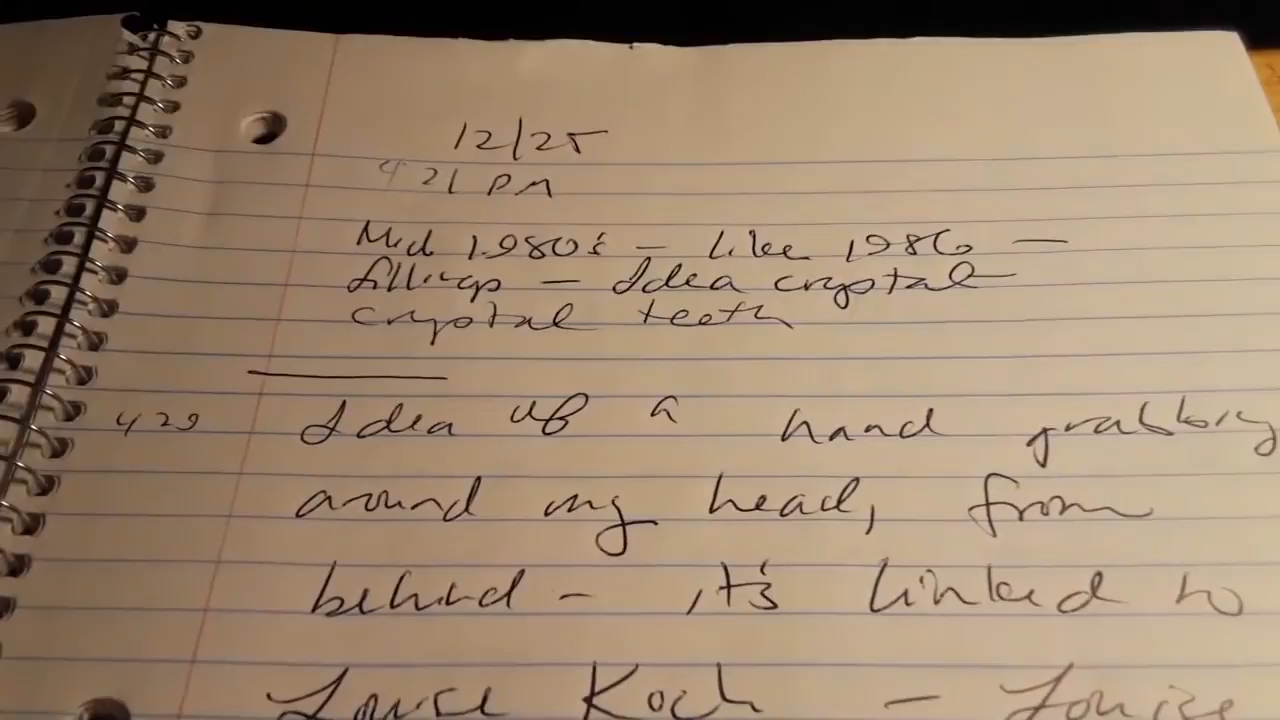 12/25
4 21 PM
Mid 1980's - like 1986 -
fillings - Idea crystal
crystal teeth
4 29 Idea of a hand grabbing
around my head, from
behind - it's linked to
Louise Koch - Louise